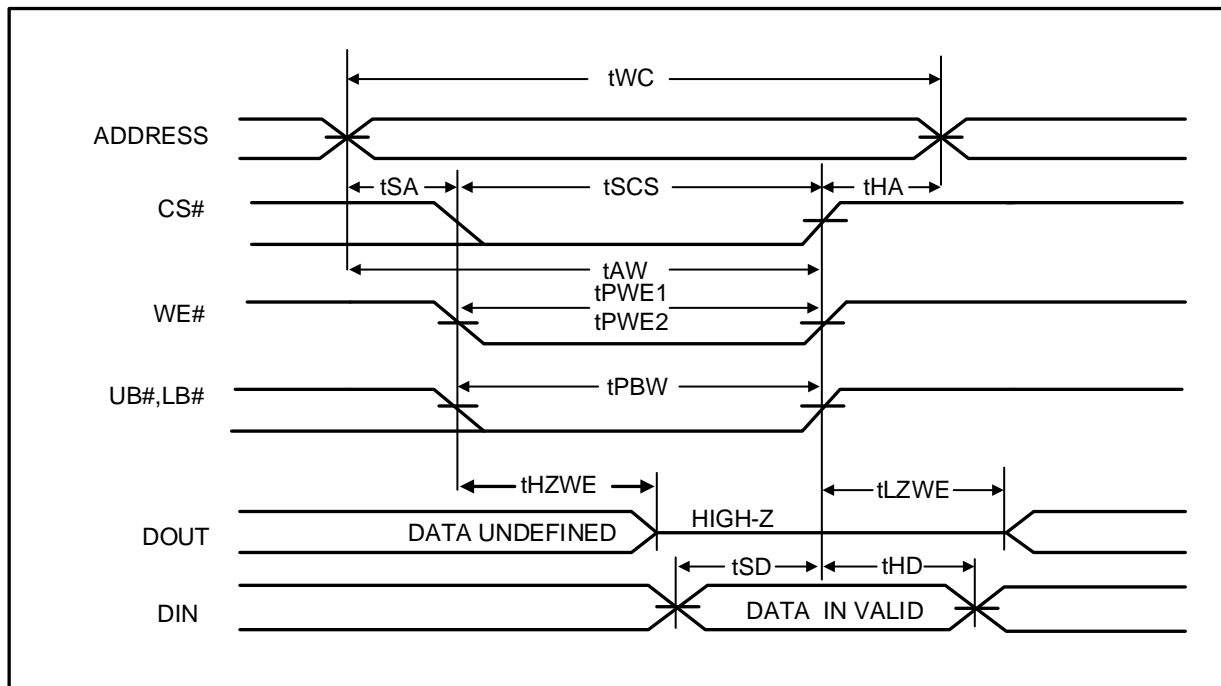 tWC
ADDRESS
tSA
tSCS
tHA
CS#
tAW
tPWE1
WE#
tPWE2
UB#,LB#
tPBW
tHZWE
tLZWE
DOUT
DATA UNDEFINED
HIGH-Z
tSD
tHD
DIN
DATA IN VALID